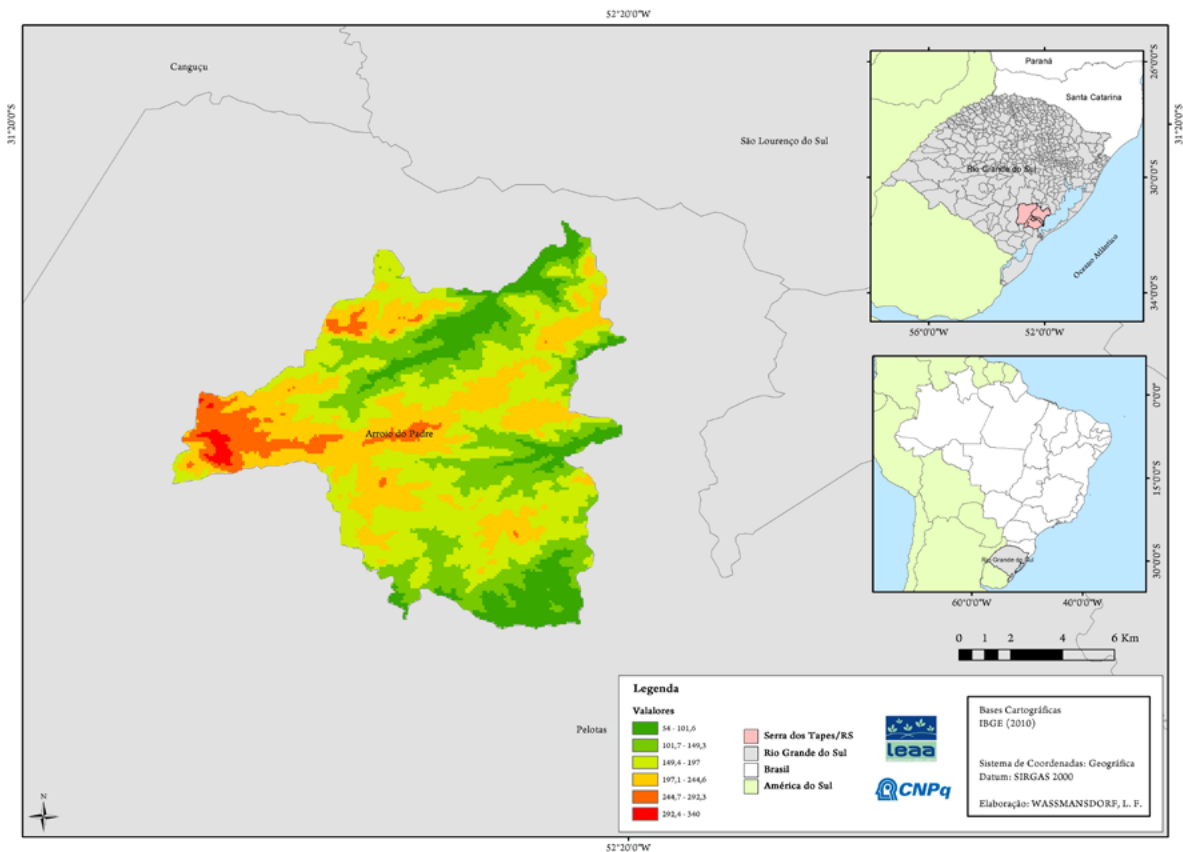 52°20'0"W
Canguçu
São Lourenço do Sul
31°20'0"S
31°20'0"S
Arroio do Padre
Pelotas
N
52°20'0"W
Paraná
Santa Catarina
Rio Grande do Sul
Oceano Atlântico
26°0'0"S
30°0'0"S
34°0'0"S
56°0'0"W
52°0'0"W
Rio Grande do Sul
0°0'0"
15°0'0"S
30°0'0"S
60°0'0"W
40°0'0"W
0 1 2 4 6 Km
Legenda
Valalores
54 - 101,6
101,7 - 149,3
149,4 - 197
197,1 - 244,6
244,7 - 292,3
292,4 - 340
Serra dos Tapes/RS
Rio Grande do Sul
Brasil
América do Sul
leaa
CNPq
Bases Cartográficas
IBGE (2010)
Sistema de Coordenadas: Geográfica
Datum: SIRGAS 2000
Elaboração: WASSMANSDORF, L. F.